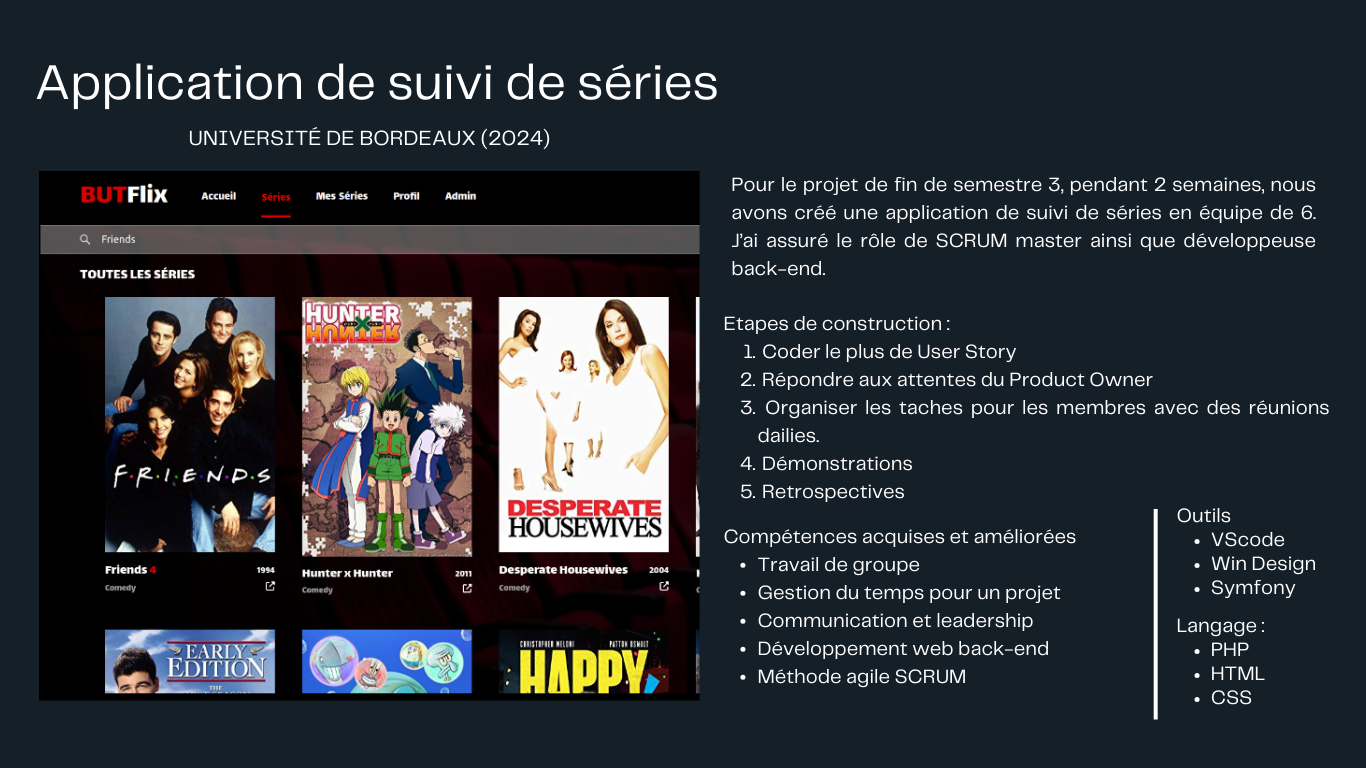 Application de suivi de séries
UNIVERSITÉ DE BORDEAUX (2024)
BUTFlix
Accueil
Séries
Mes Séries
Profil
Admin
Friends
TOUTES LES SÉRIES
F·R·I·E·N·D·S
HUNTER
HUNTER
DESPERATE
HOUSEWIVES
Friends 4
1994
Comedy
Hunter x Hunter
2011
Comedy
Desperate Housewives
2004
Comedy
EARLY
EDITION
THE
CHRISTOPHER MELONI
PATTON OSWALT
HAPPY
Pour le projet de fin de semestre 3, pendant 2 semaines, nous
avons créé une application de suivi de séries en équipe de 6.
J'ai assuré le rôle de SCRUM master ainsi que développeuse
back-end.
Etapes de construction :
1. Coder le plus de User Story
2. Répondre aux attentes du Product Owner
3. Organiser les taches pour les membres avec des réunions
dailies.
4. Démonstrations
5. Retrospectives
Compétences acquises et améliorées
• Travail de groupe
• Gestion du temps pour un projet
• Communication et leadership
• Développement web back-end
• Méthode agile SCRUM
Outils
• VScode
• Win Design
• Symfony
Langage :
• PHP
• HTML
• CSS